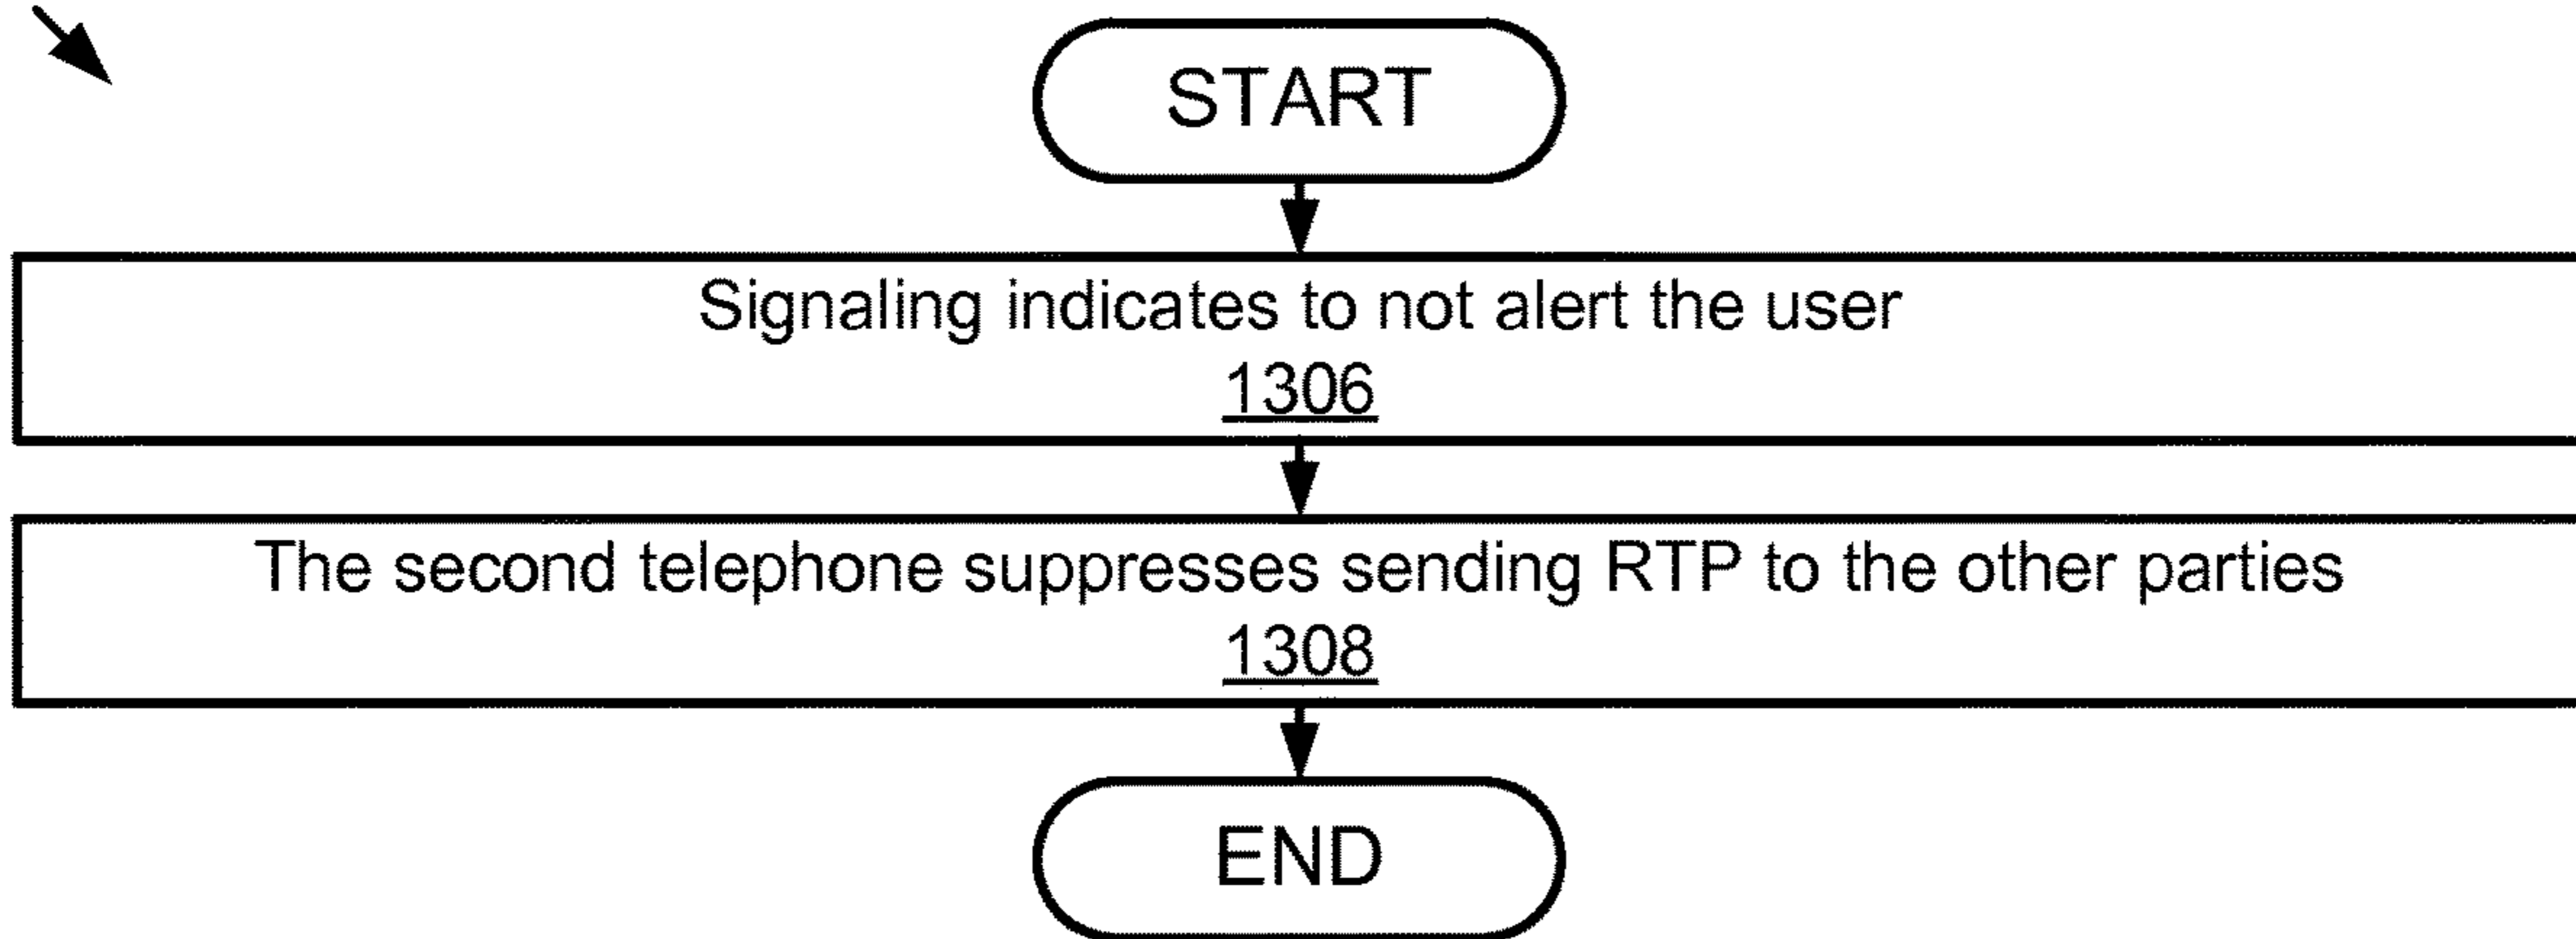 START
Signaling indicates to not alert the user
1306
The second telephone suppresses sending RTP to the other parties
1308
END